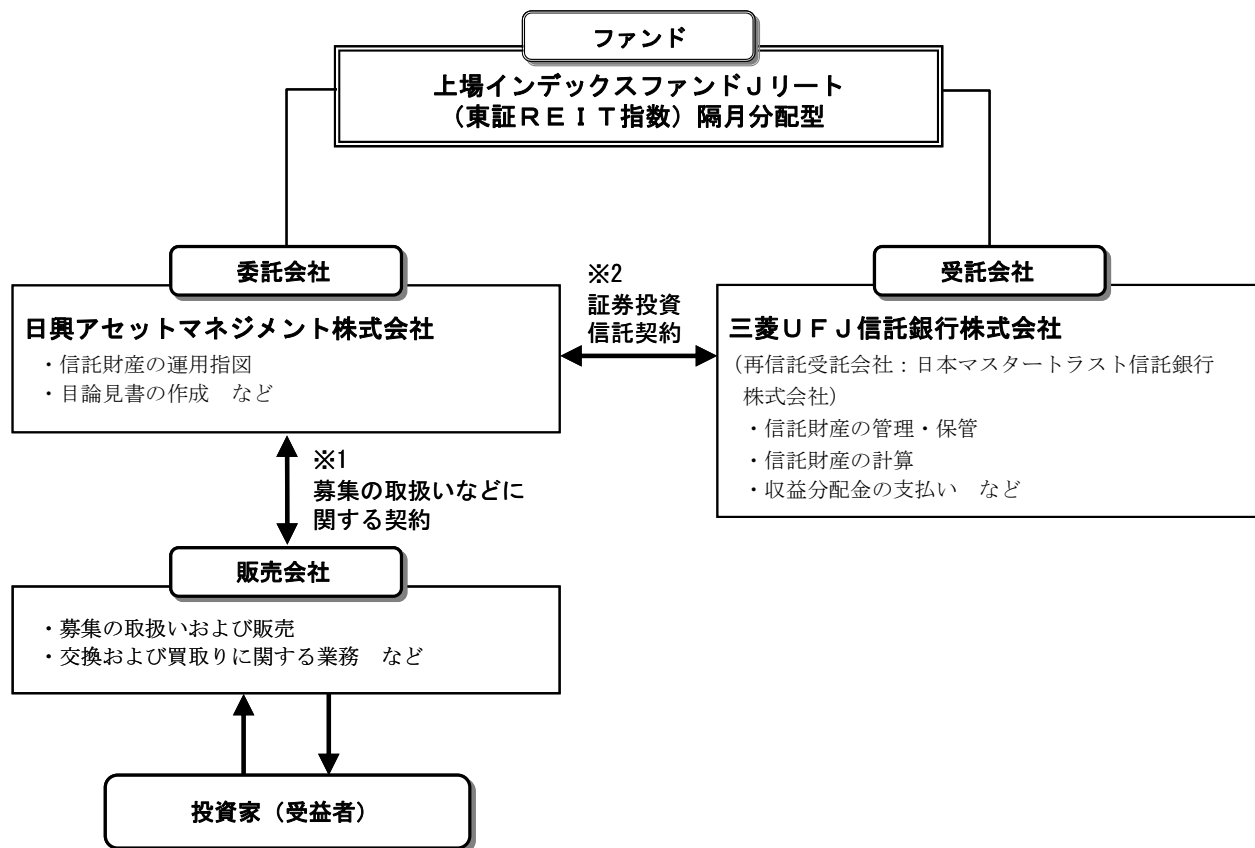 ファンド
上場インデックスファンドJリート
（東証ＲＥＩＴ指数）隔月分配型
委託会社
日興アセットマネジメント株式会社
・信託財産の運用指図
・目論見書の作成　など
※2
証券投資
信託契約
受託会社
三菱ＵＦＪ信託銀行株式会社
（再信託受託会社：日本マスタートラスト信託銀行
株式会社）
・信託財産の管理・保管
・信託財産の計算
・収益分配金の支払い　など
※1
募集の取扱いなどに
関する契約
販売会社
・募集の取扱いおよび販売
・交換および買取りに関する業務　など
投資家（受益者）